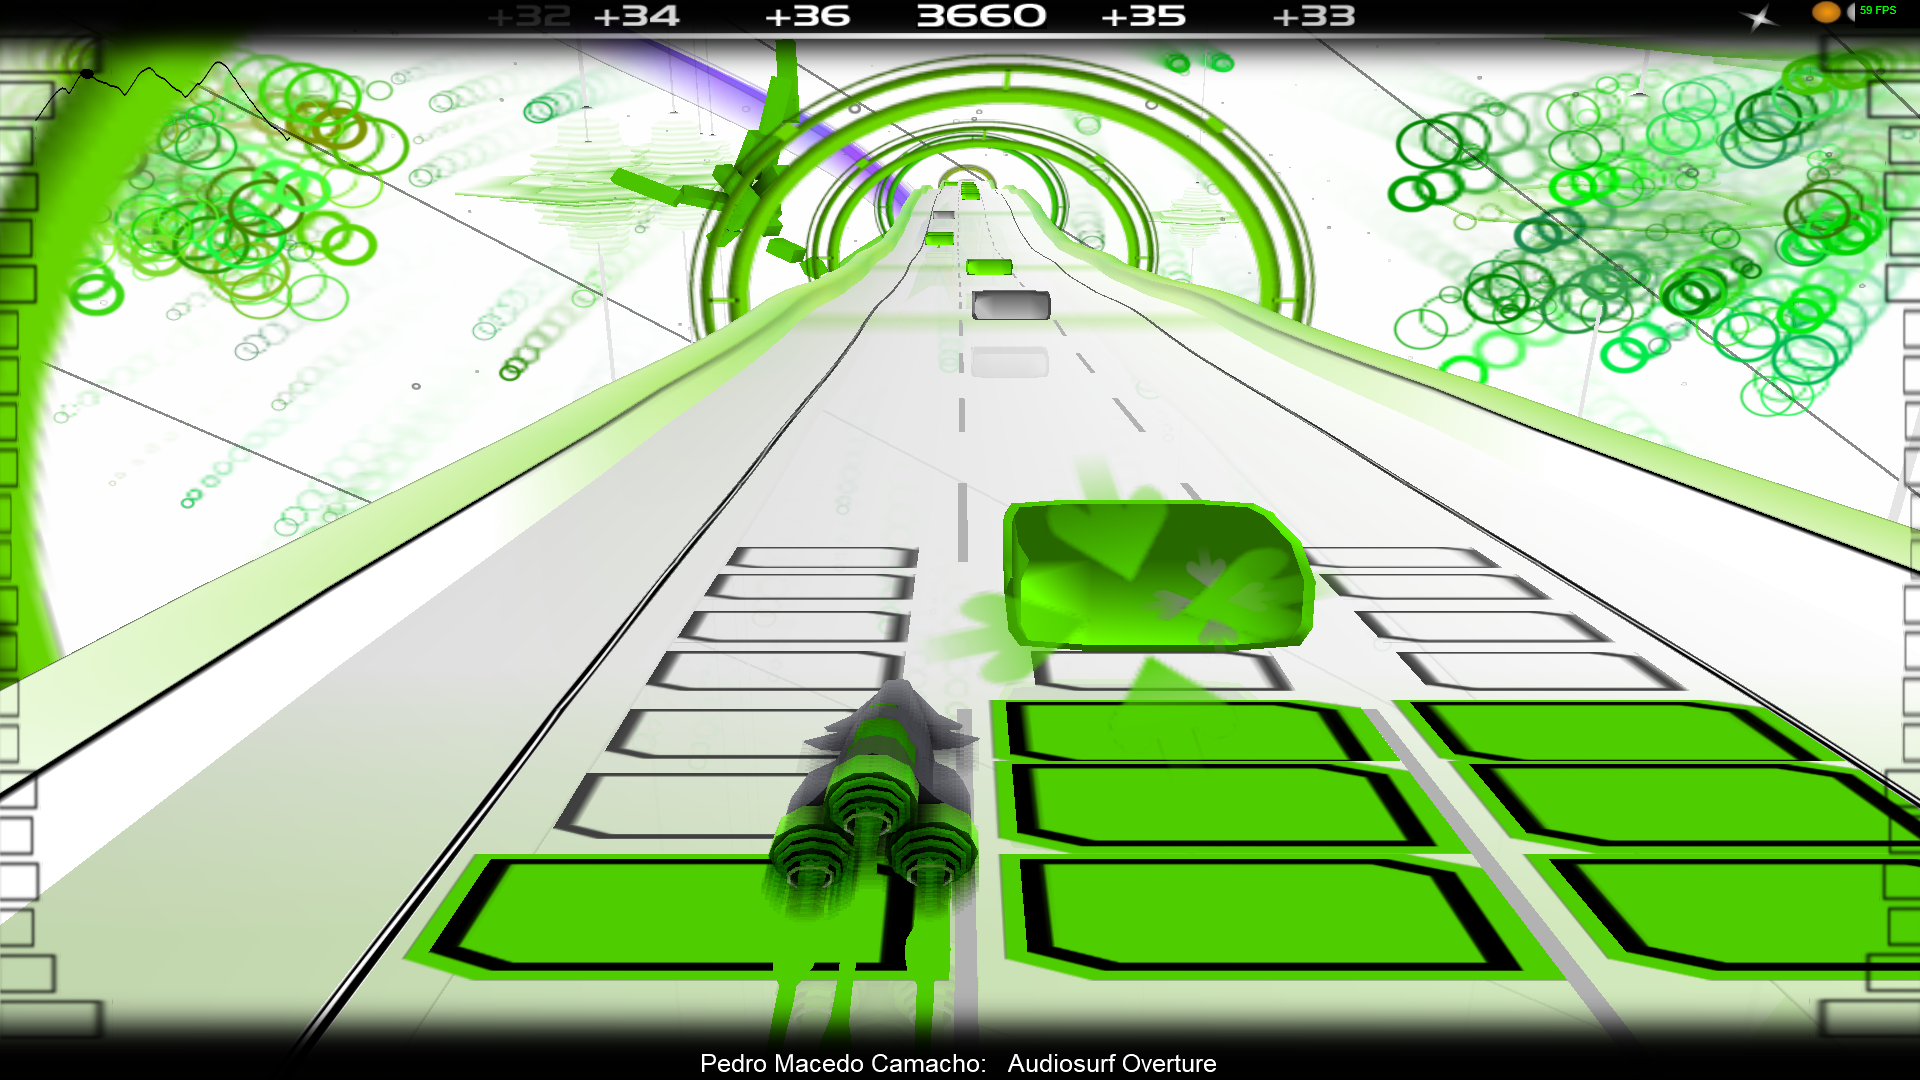 +32 +34 +36 3660 +35 +33
59 FPS
Pedro Macedo Camacho: Audiosurf Overture